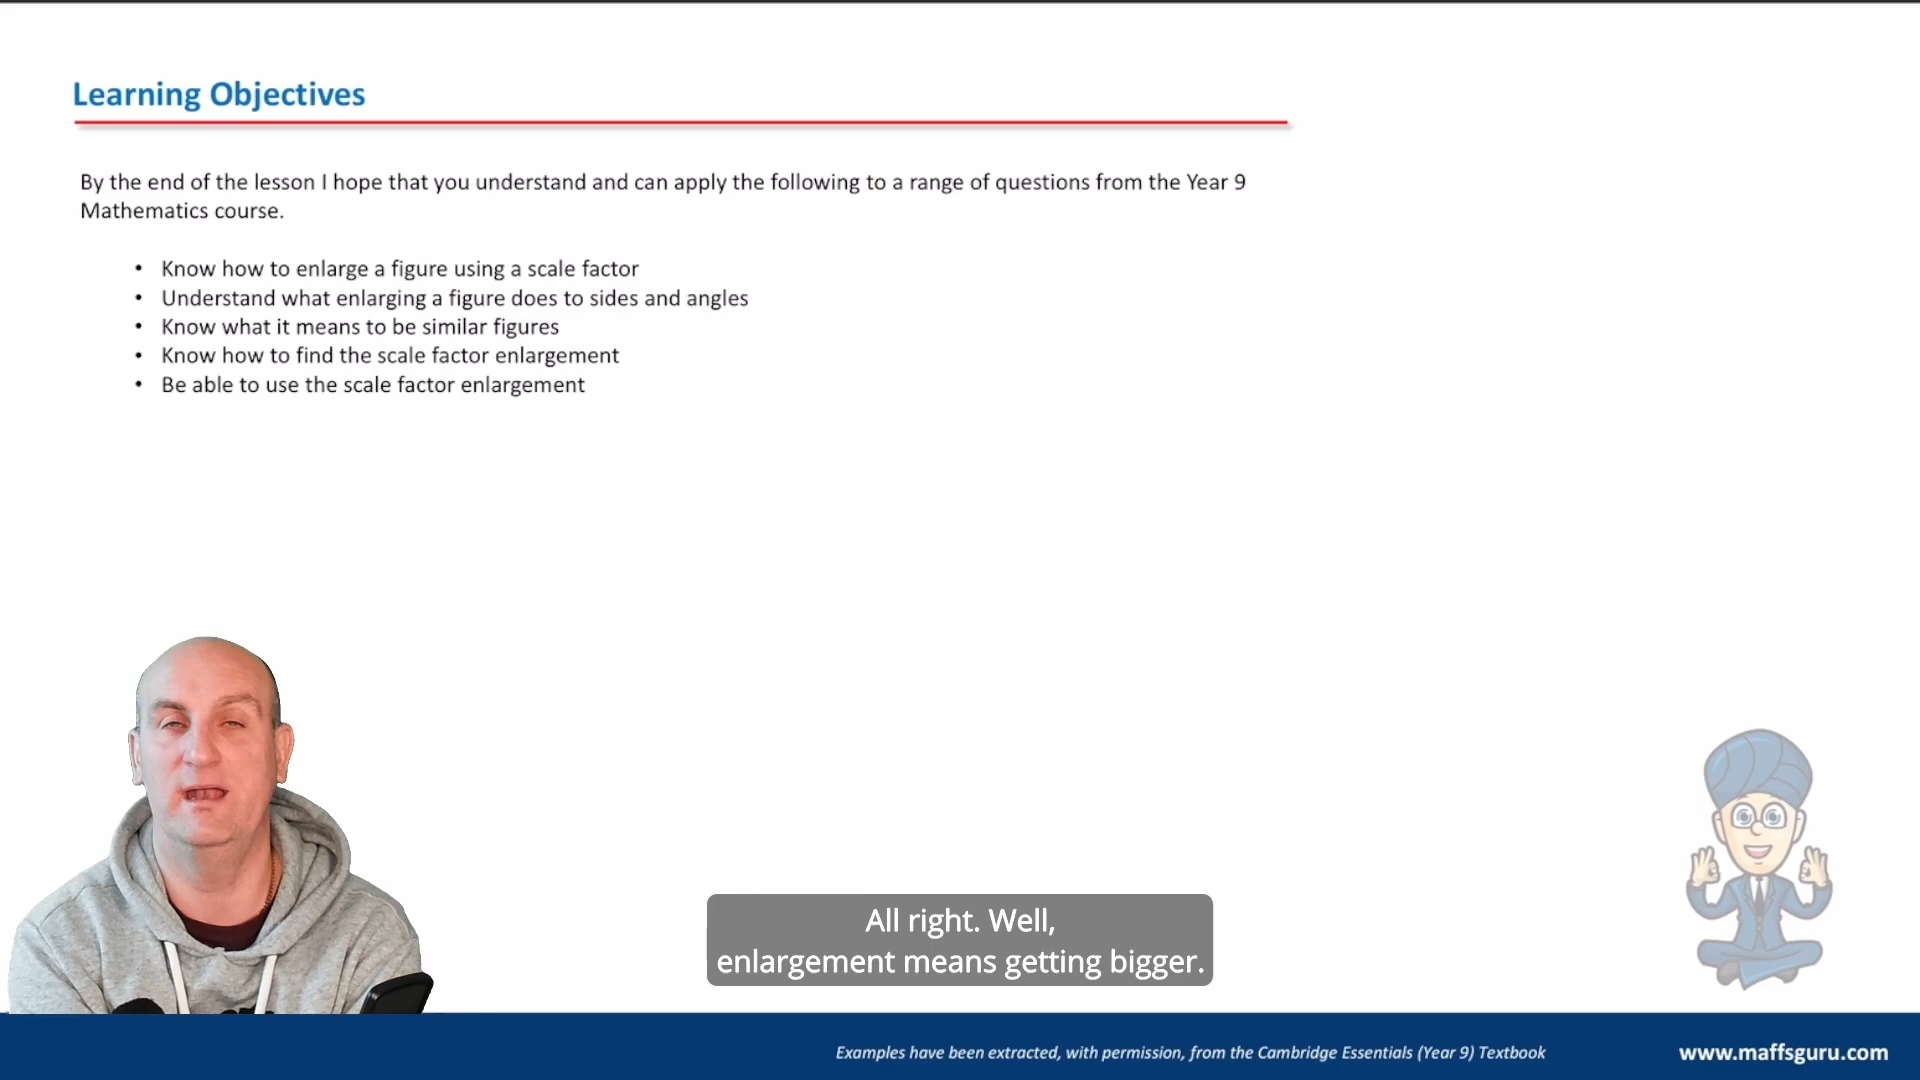 Learning Objectives
By the end of the lesson I hope that you understand and can apply the following to a range of questions from the Year 9
Mathematics course.
• Know how to enlarge a figure using a scale factor
• Understand what enlarging a figure does to sides and angles
• Know what it means to be similar figures
• Know how to find the scale factor enlargement
• Be able to use the scale factor enlargement
All right. Well,
enlargement means getting bigger.
Examples have been extracted, with permission, from the Cambridge Essentials (Year 9) Textbook
www.maffsguru.com